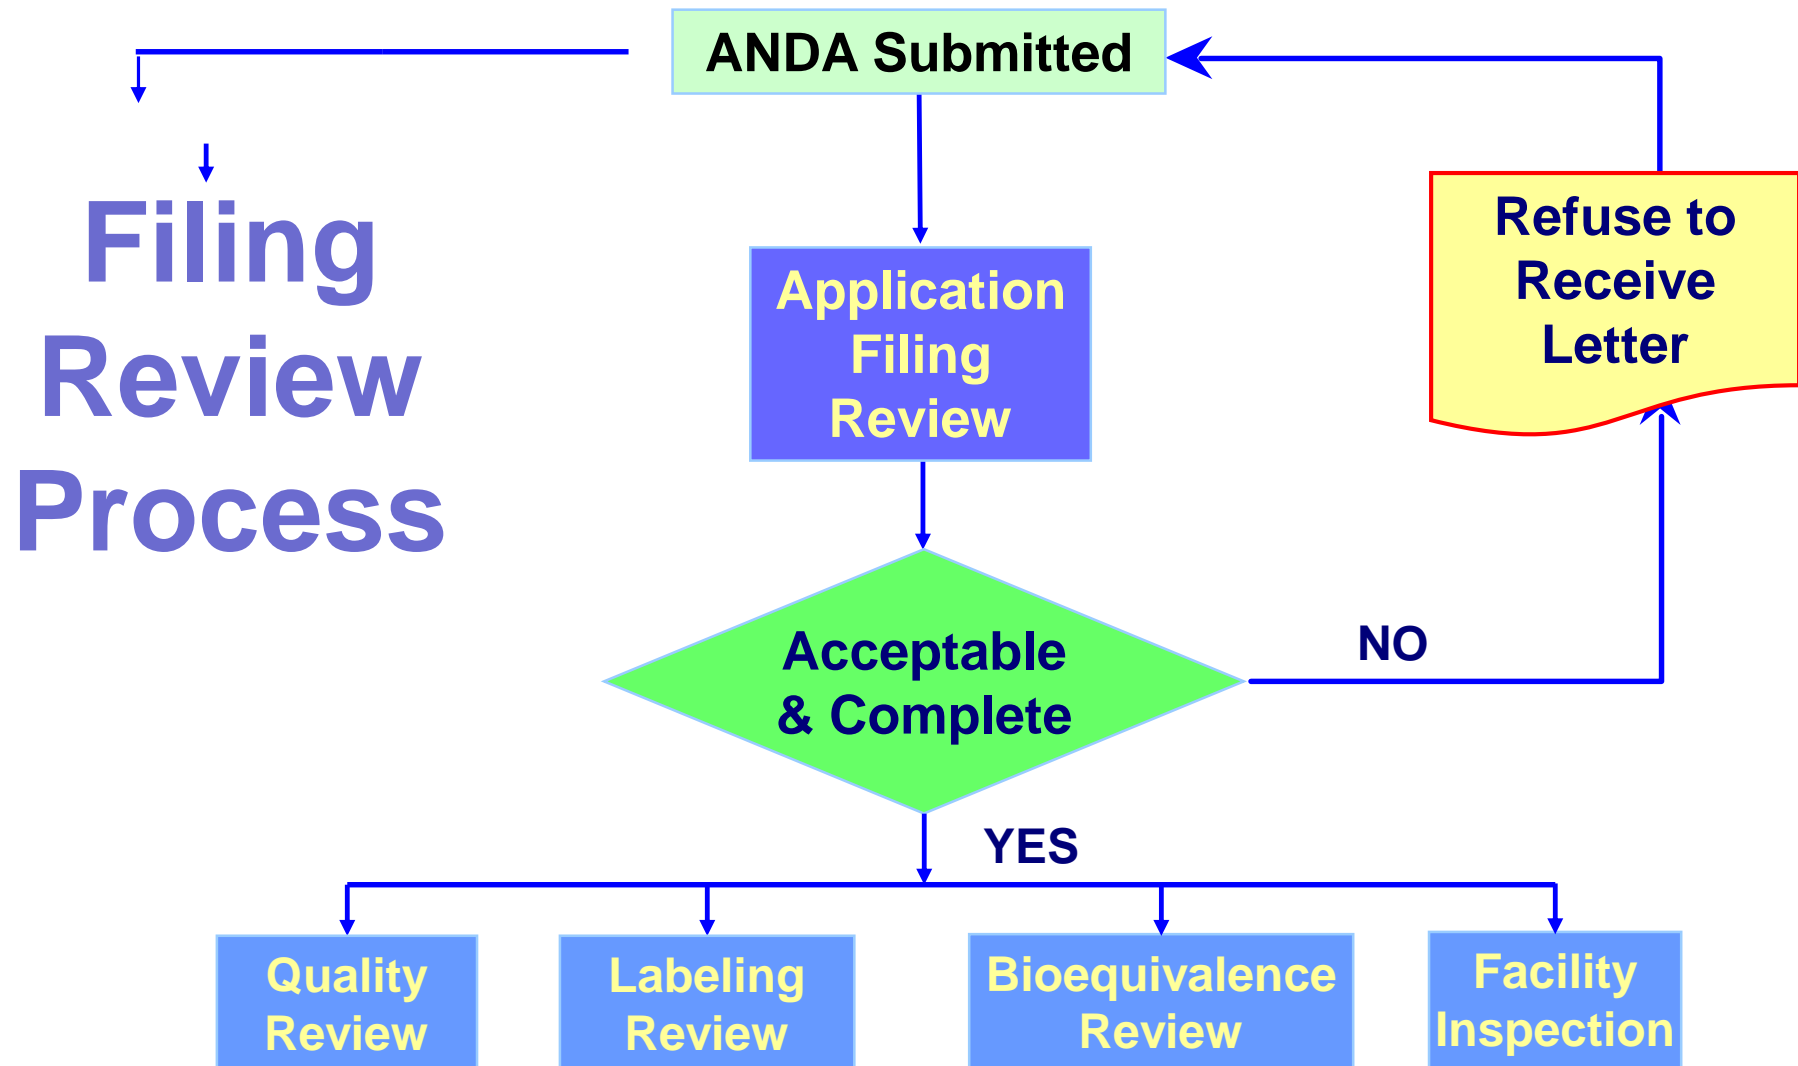 ANDA Submitted
Filing
Review
Process
Application
Filing
Review
Refuse to
Receive
Letter
Acceptable
& Complete
NO
YES
Quality
Review
Labeling
Review
Bioequivalence
Review
Facility
Inspection